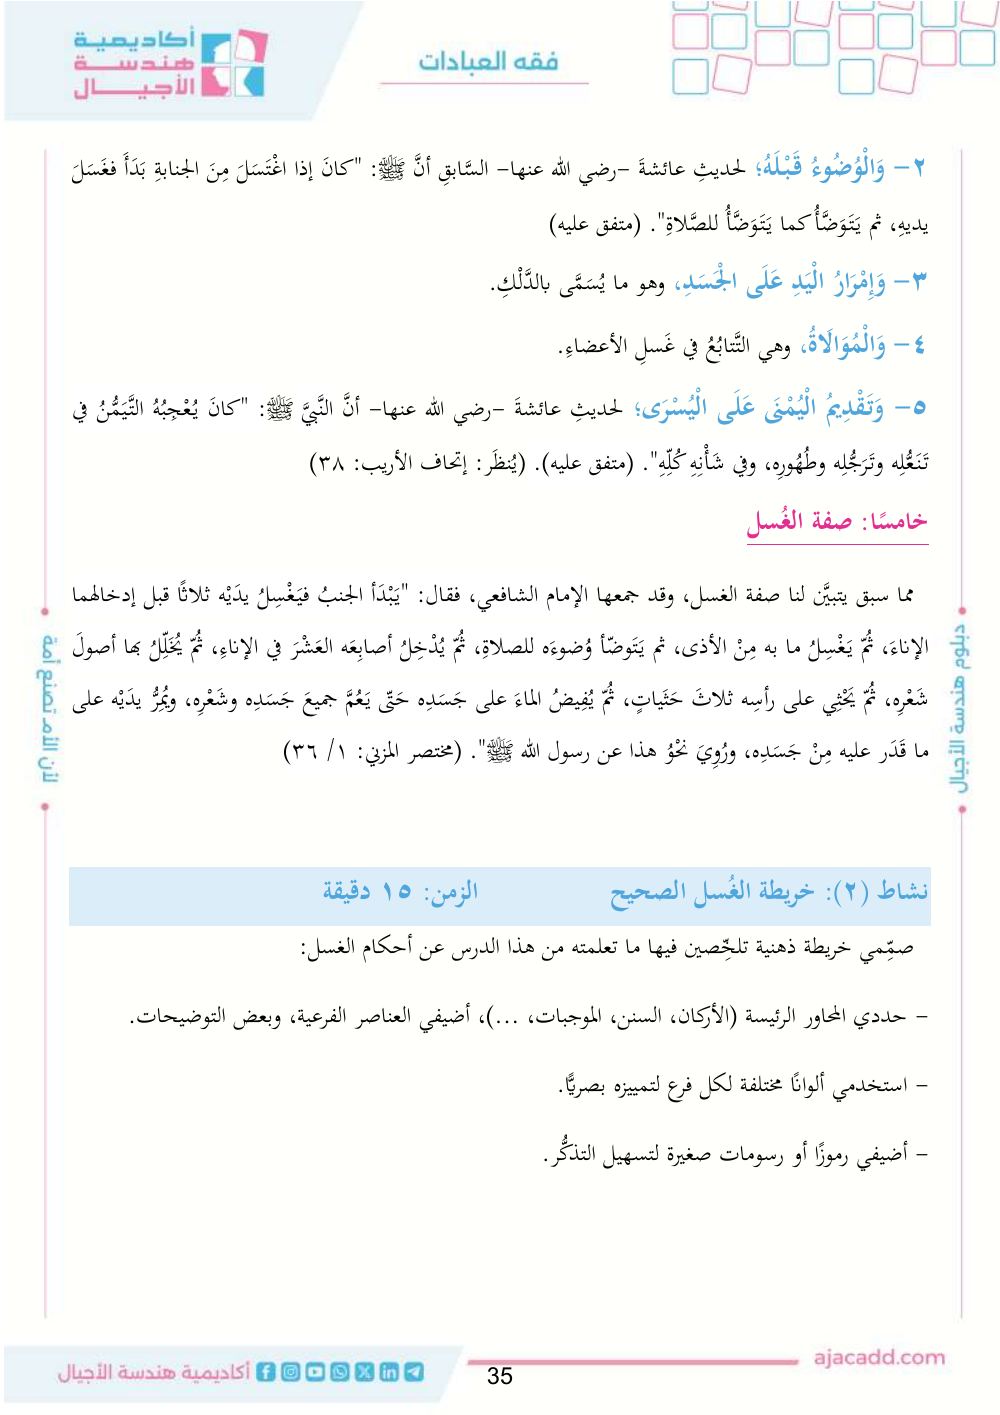 أكاديمية
هندسة
الأجيال
فقه العبادات
٢- وَالْوُضُوءُ قَبْلَهُ؛ لحديثِ عائشةَ -رضي الله عنها- السَّابقِ أنَّ ﷺ: "كانَ إذا اغْتَسَلَ مِنَ الجنابةِ بَدَأَ فغَسَلَ
يديهِ، ثم يَتَوَضَّأُ كما يَتَوَضَّأُ للصَّلاةِ". (متفق عليه)
٣- وَإِمْرَارُ الْيَدِ عَلَى الْجَسَدِ، وهو ما يُسَمَّى بالدَّلْكِ.
٤- وَالْمُوَالَاةُ، وهي التَّتابُعُ في غَسلِ الأعضاءِ.
٥- وَتَقْدِيمُ الْيُمْنَى عَلَى الْيُسْرَى؛ لحديثِ عائشةَ -رضي الله عنها- أنَّ النَّبيَّ ﷺ: "كانَ يُعْجِبُهُ التَّيَمُّنُ في
تَنَعُّلِه وتَرَجُّلِه وطُهُورِه، وفي شَأْنِهِ كُلِّهِ". (متفق عليه). (يُنظَر: إتحاف الأريب: ٣٨)
خامسًا: صفة الغُسل
مما سبق يتبيَّن لنا صفة الغسل، وقد جمعها الإمام الشافعي، فقال: "يَبْدَأ الجنبُ فيَغْسِلُ يدَيْه ثلاثًا قبل إدخالهما
الإناءَ، ثُمّ يَغْسِلُ ما به مِنْ الأذى، ثم يَتَوضّأ وُضوءَه للصلاةِ، ثُمّ يُدْخِلُ أصابِعَه العَشْرَ في الإناءِ، ثُمّ يُخَلِّلُ بها أصولَ
شَعْرِه، ثُمّ يَحْثِي على رأسِه ثلاثَ حَثَياتٍ، ثُمّ يُفِيضُ الماءَ على جَسَدِه حَتّى يَعُمَّ جميعَ جَسَدِه وشَعْرِه، ويُمِرُّ يدَيْه على
ما قَدَر عليه مِنْ جَسَدِه، ورُوِيَ نَحْوُ هذا عن رسول الله ﷺ". (مختصر المزني: ١/ ٣٦)
نشاط (٢): خريطة الغُسل الصحيح الزمن: ١٥ دقيقة
صمِّمي خريطة ذهنية تلخِّصين فيها ما تعلمته من هذا الدرس عن أحكام الغسل:
- حددي المحاور الرئيسة (الأركان، السنن، الموجبات، ...)، أضيفي العناصر الفرعية، وبعض التوضيحات.
- استخدمي ألوانًا مختلفة لكل فرع لتمييزه بصريًّا.
- أضيفي رموزًا أو رسومات صغيرة لتسهيل التذكُّر.
دبلوم هندسة الأجيال
لأن الأم تصنع أمة
ajacadd.com
35
أكاديمية هندسة الأجيال